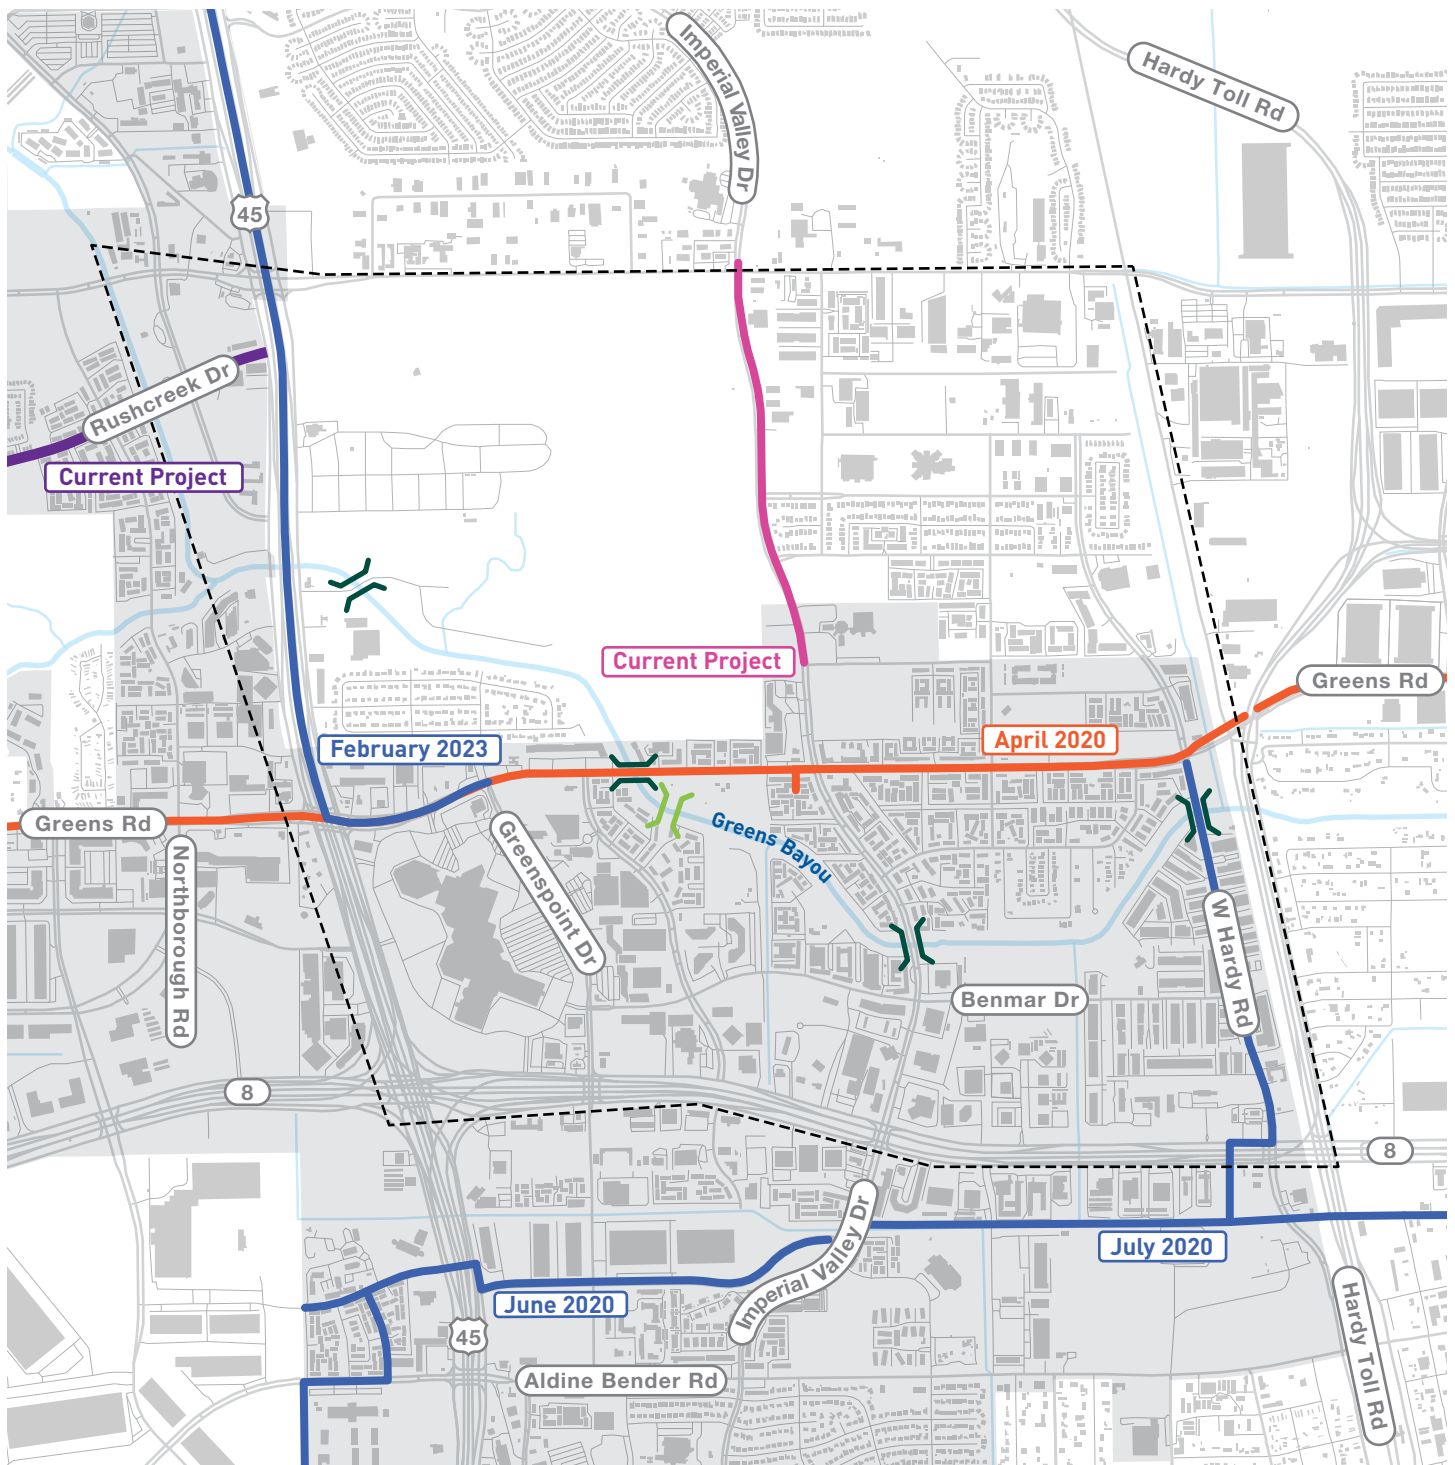 Imperial Valley Dr
Hardy Toll Rd
45
Rushcreek Dr
Current Project
Current Project
Greens Rd
February 2023
April 2020
Greens Rd
Greens Bayou
Northborough Rd
Greenspoint Dr
W Hardy Rd
Benmar Dr
8
8
Imperial Valley Dr
July 2020
June 2020
45
Hardy Toll Rd
Aldine Bender Rd